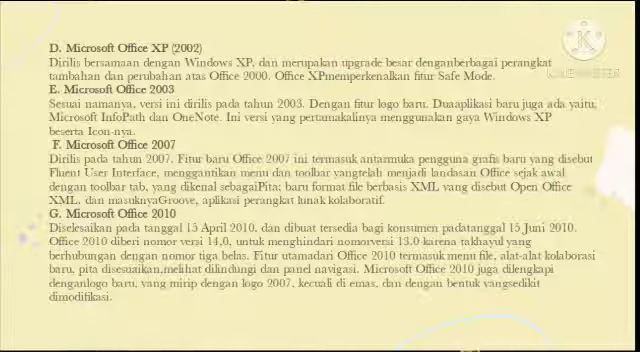 D. Microsoft Office XP (2002)
Dirilis bersamaan dengan Windows XP, dan merupakan upgrade besar denganberbagai perangkat
tambahan dan perubahan atas Office 2000. Office XPmemperkenalkan fitur Safe Mode.
E. Microsoft Office 2003
Sesuai namanya, versi ini dirilis pada tahun 2003. Dengan fitur logo baru. Duaaplikasi baru juga ada yaitu,
Microsoft InfoPath dan OneNote. Ini versi yang pertamakalinya menggunakan gaya Windows XP
beserta Icon-nya.
F. Microsoft Office 2007
Dirilis pada tahun 2007. Fitur baru Office 2007 ini termasuk antarmuka pengguna grafis baru yang disebut
Fluent User Interface, menggantikan menu dan toolbar yangtelah menjadi landasan Office sejak awal
dengan toolbar tab, yang dikenal sebagaiPita; baru format file berbasis XML yang disebut Open Office
XML, dan masuknyaGroove, aplikasi perangkat lunak kolaboratif.
G. Microsoft Office 2010
Diselesaikan pada tanggal 15 April 2010, dan dibuat tersedia bagi konsumen padatanggal 15 Juni 2010.
Office 2010 diberi nomor versi 14,0, untuk menghindari nomorversi 13.0 karena takhayul yang
berhubungan dengan nomor tiga belas. Fitur utamadari Office 2010 termasuk menu file, alat-alat kolaborasi
baru, pita disesuaikan,melihat dilindungi dan panel navigasi. Microsoft Office 2010 juga dilengkapi
denganlogo baru, yang mirip dengan logo 2007, kecuali di emas, dan dengan bentuk yangsedikit
dimodifikasi.
K
KINEMASTER